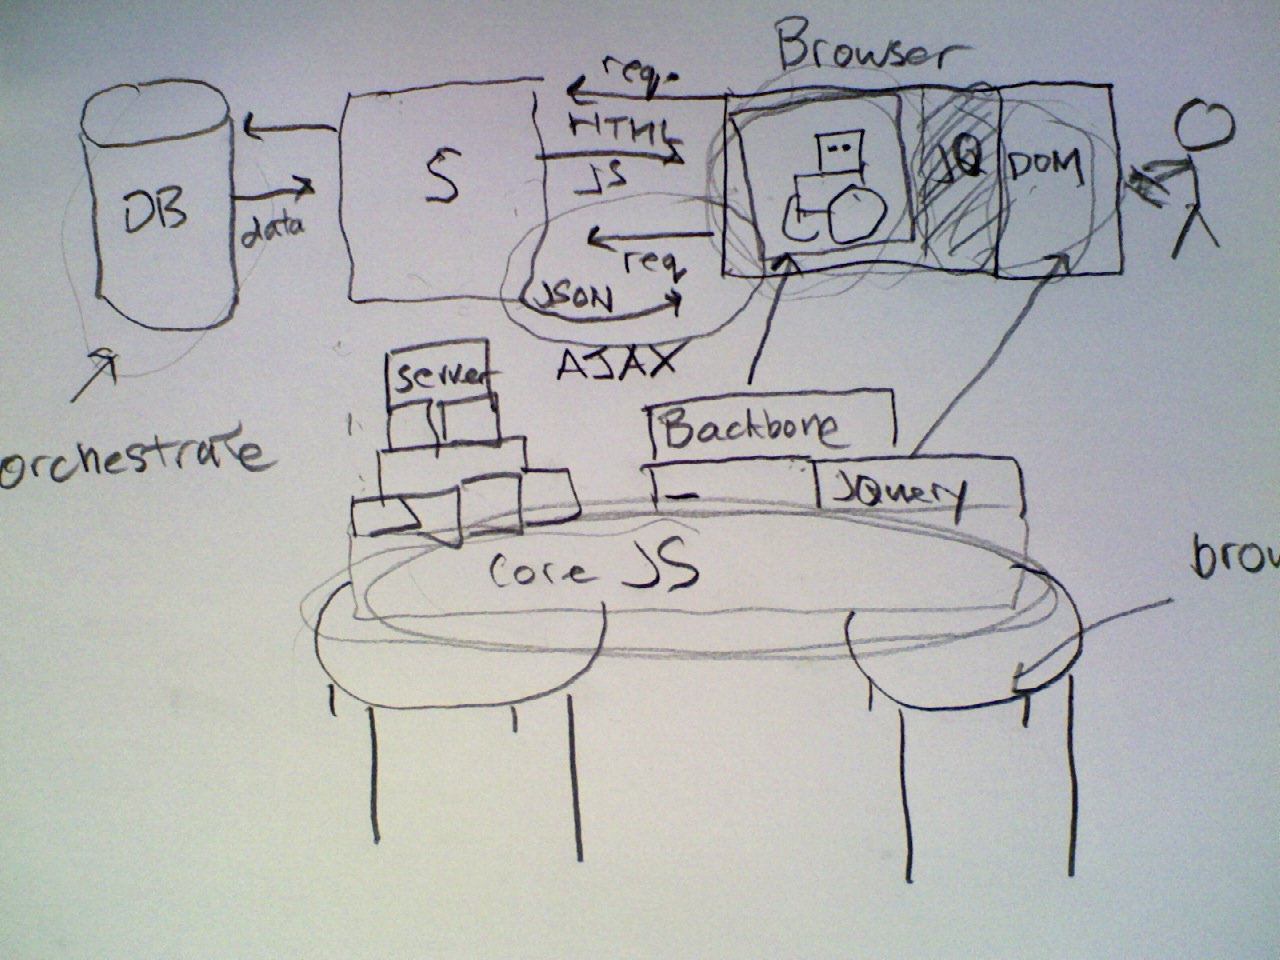 Browser
req.
HTML
JS
DB
data
S
JQ
DOM
req
JSON
AJAX
server
orchestrate
Backbone
_
JQuery
Core JS
brow